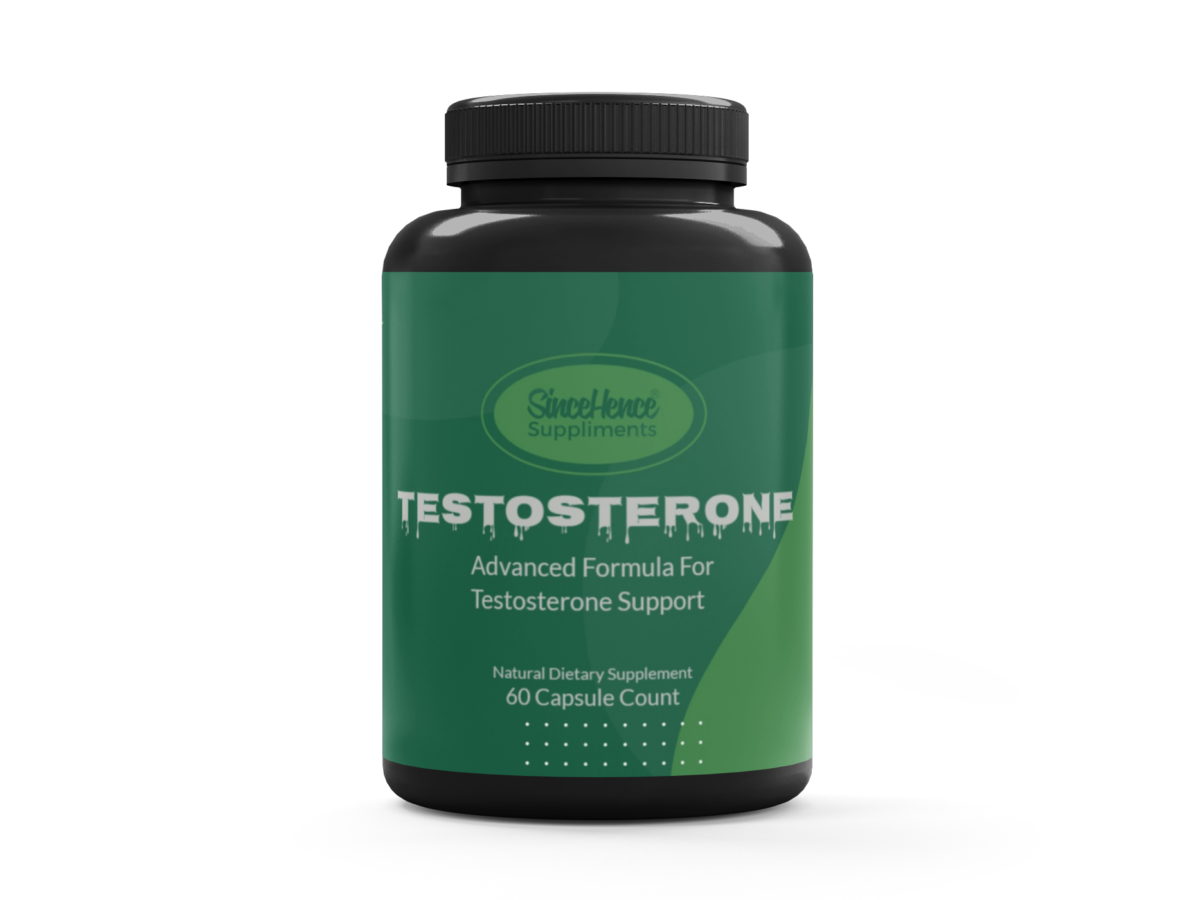 SinceHence
Suppliments
TESTOSTERONE
Advanced Formula For
Testosterone Support
Natural Dietary Supplement
60 Capsule Count